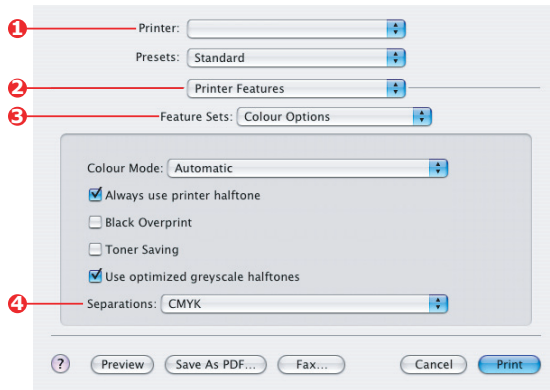 1 Printer:
Presets: Standard
2 Printer Features
3 Feature Sets: Colour Options
Colour Mode: Automatic
Always use printer halftone
Black Overprint
Toner Saving
Use optimized greyscale halftones
4 Separations: CMYK
? Preview Save As PDF... Fax... Cancel Print